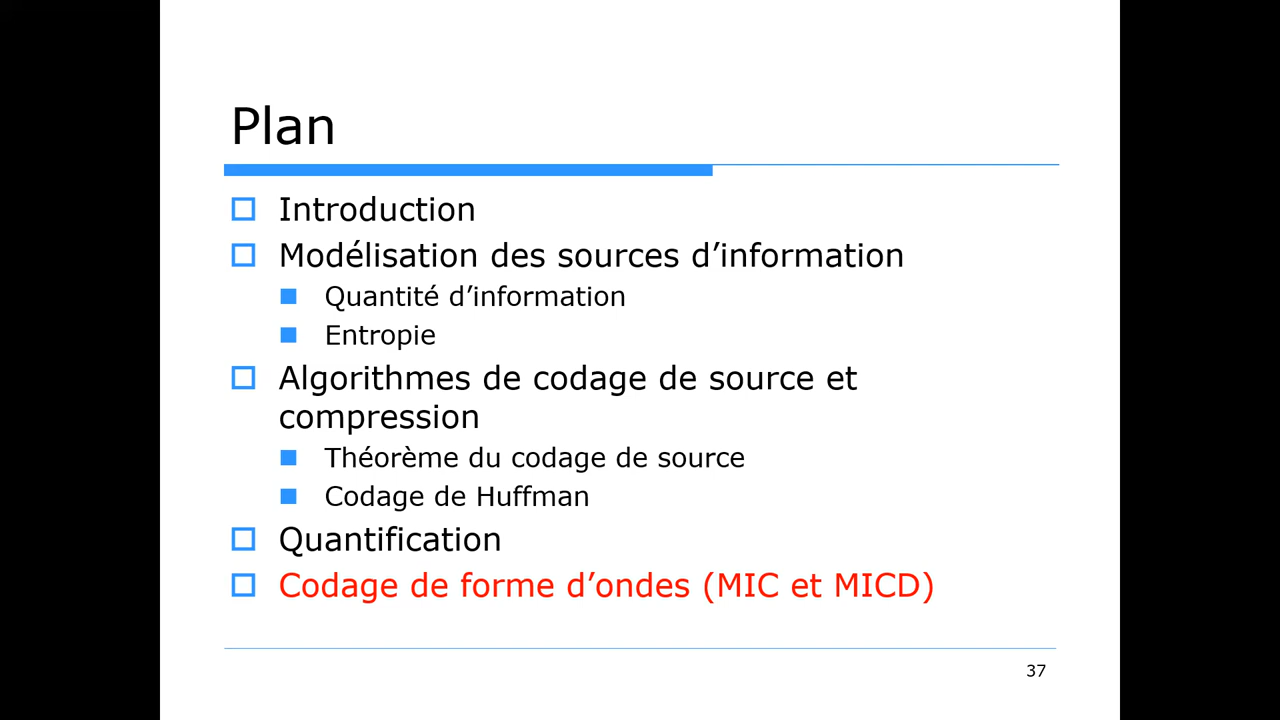 Plan
Introduction
Modélisation des sources d’information
Quantité d’information
Entropie
Algorithmes de codage de source et
compression
Théorème du codage de source
Codage de Huffman
Quantification
Codage de forme d’ondes (MIC et MICD)
37